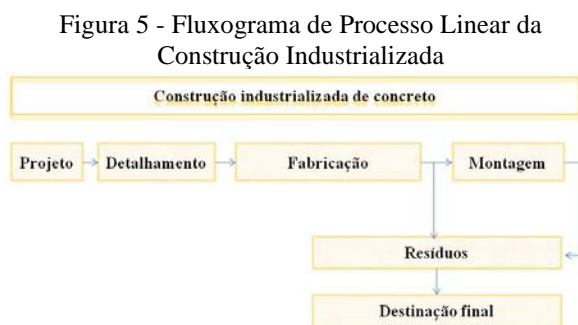 Figura 5 - Fluxograma de Processo Linear da
Construção Industrializada
Construção industrializada de concreto
Projeto
Detalhamento
Fabricação
Montagem
Resíduos
Destinação final